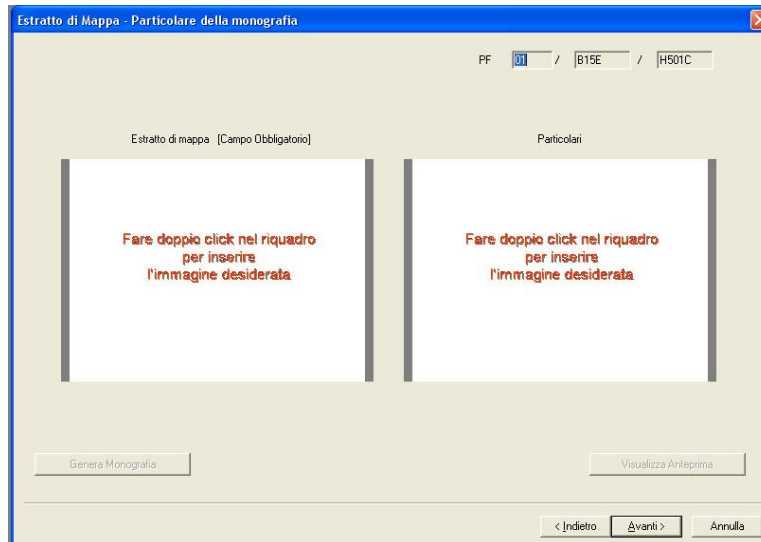 Estratto di Mappa - Particolare della monografia
PF 01 / B15E / H501C
Estratto di mappa [Campo Obbligatorio]
Particolari
Fare doppio click nel riquadro
per inserire
l'immagine desiderata
Fare doppio click nel riquadro
per inserire
l'immagine desiderata
Genera Monografia
Visualizza Anteprima
< Indietro
Avanti >
Annulla